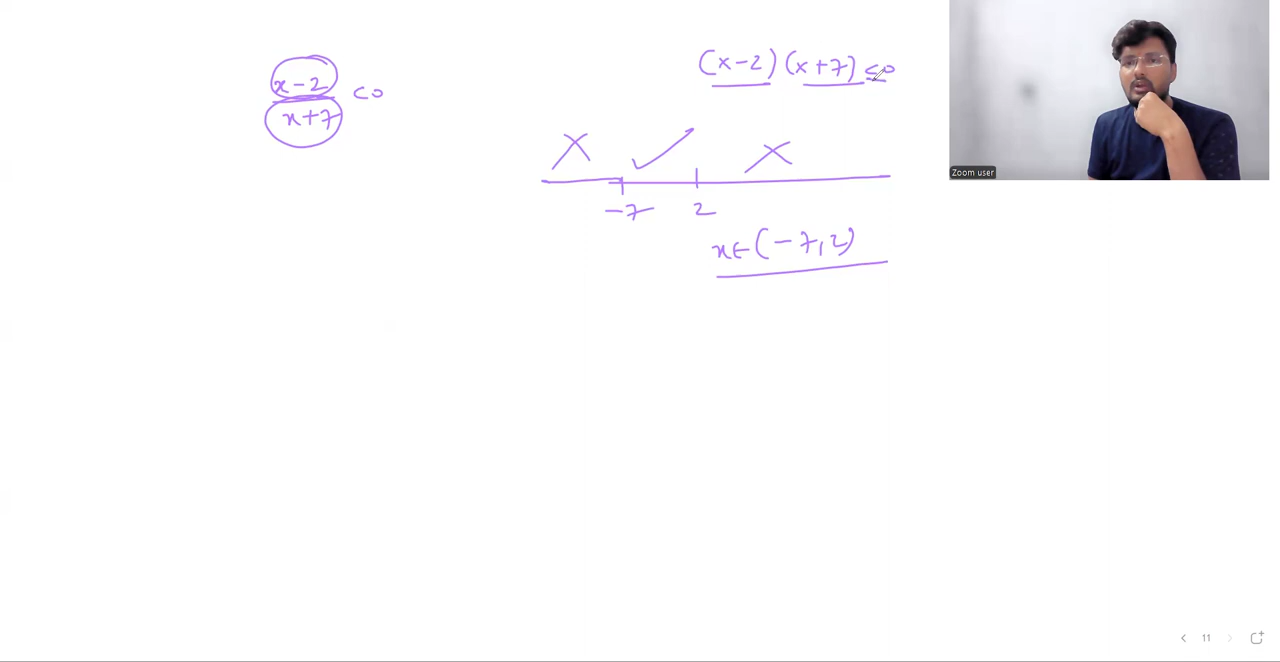 x-2
x+7 <0
(x-2) (x+7) <0
-7 2
x∈(-7,2)
Zoom user
11